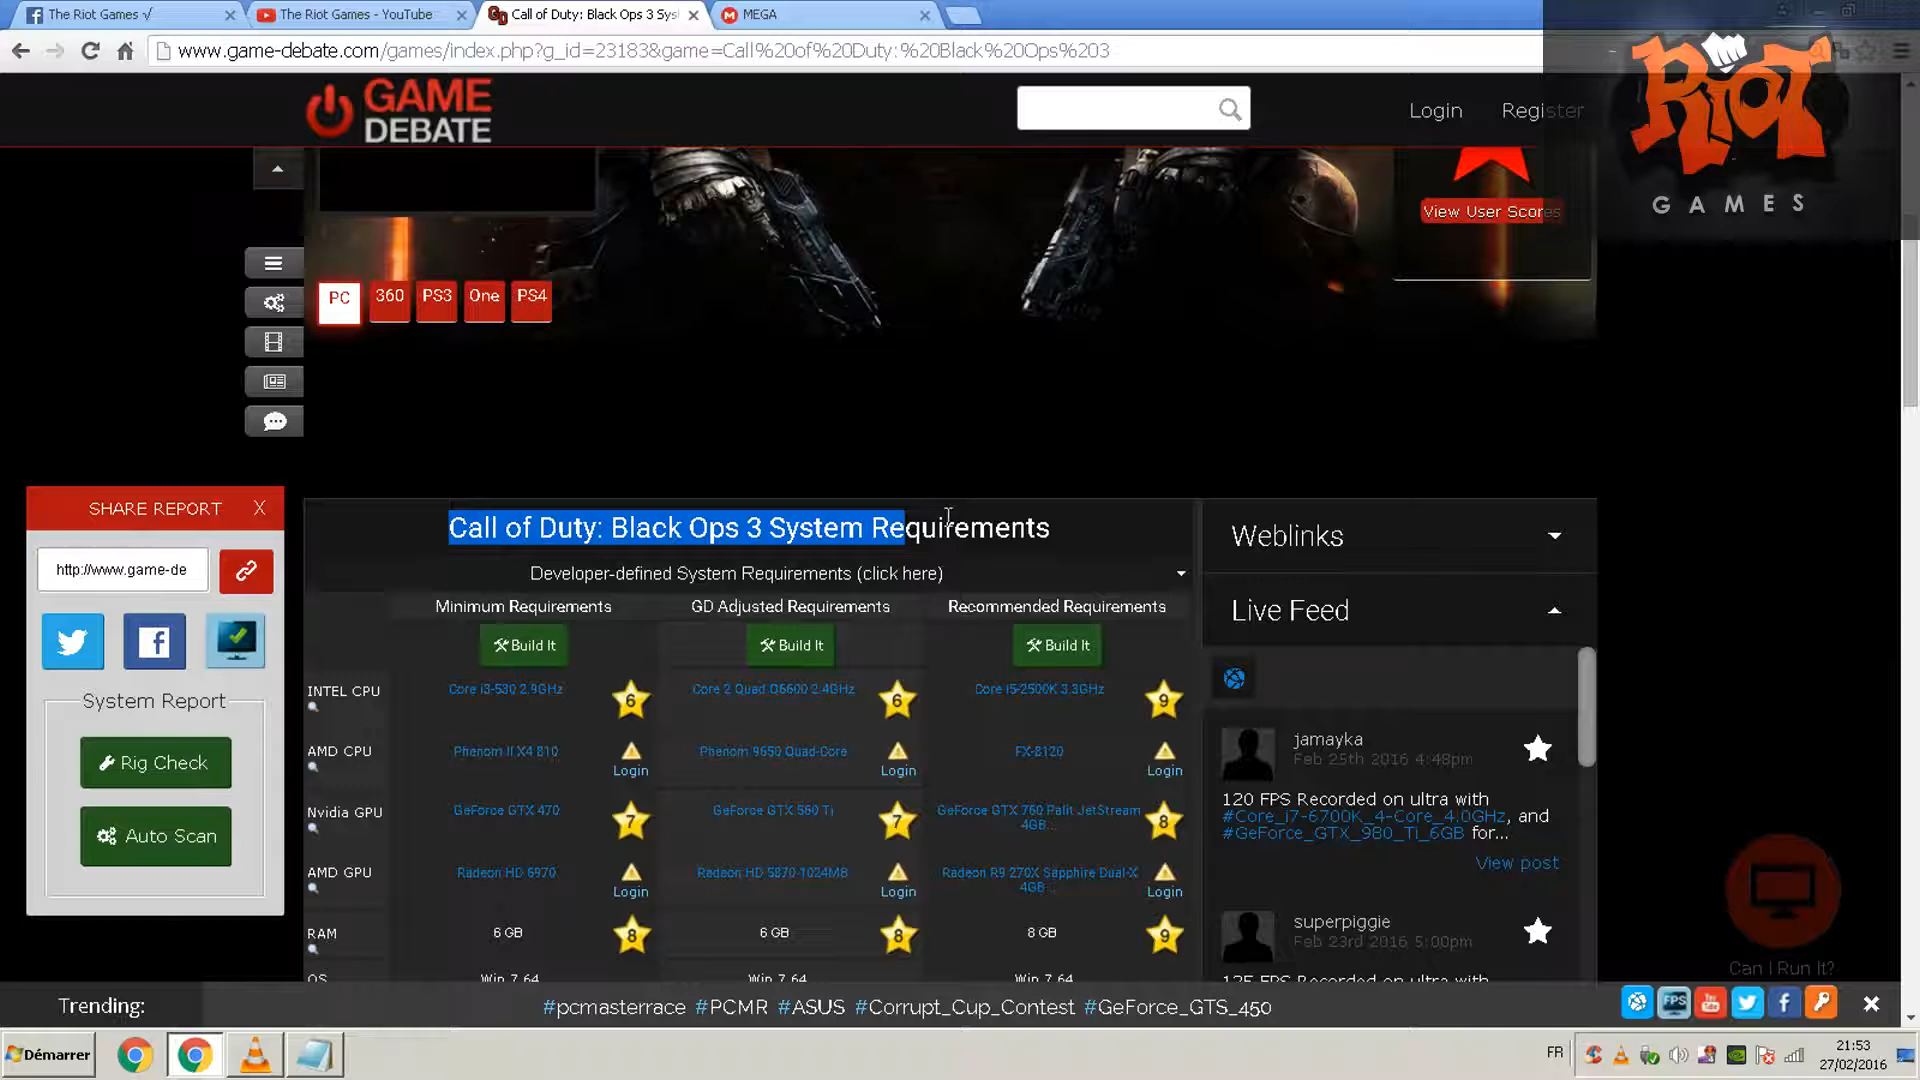 The Riot Games √
The Riot Games - YouTube
Call of Duty: Black Ops 3 Sys
MEGA
www.game-debate.com/games/index.php?g_id=23183&game=Call%20of%20Duty:%20Black%20Ops%203
GAME
DEBATE
Login
Register
RIOT
GAMES
View User Scores
PC
360
PS3
One
PS4
SHARE REPORT
X
http://www.game-de
System Report
Rig Check
Auto Scan
Call of Duty: Black Ops 3 System Requirements
Developer-defined System Requirements (click here)
Minimum Requirements
GD Adjusted Requirements
Recommended Requirements
Build It
Build It
Build It
INTEL CPU
Core i3-530 2.9GHz
6
Core 2 Quad Q6600 2.4GHz
6
Core i5-2500K 3.3GHz
9
AMD CPU
Phenom II X4 810
Login
Phenom 9650 Quad-Core
Login
FX-8120
Login
Nvidia GPU
GeForce GTX 470
7
GeForce GTX 560 Ti
7
GeForce GTX 760 Palit JetStream
4GB...
8
AMD GPU
Radeon HD 6970
Login
Radeon HD 5870 1024MB
Login
Radeon R9 270X Sapphire Dual-X
4GB...
Login
RAM
6 GB
8
6 GB
8
8 GB
9
OS
Win 7 64
Win 7 64
Win 7 64
Weblinks
Live Feed
jamayka
Feb 25th 2016 4:48pm
120 FPS Recorded on ultra with
#Core_i7-6700K_4-Core_4.0GHz, and
#GeForce_GTX_980_Ti_6GB for...
View post
superpiggie
Feb 23rd 2016 5:00pm
125 FPS Recorded on ultra with
Can I Run It?
Trending:
#pcmasterrace #PCMR #ASUS #Corrupt_Cup_Contest #GeForce_GTS_450
FPS
You
Démarrer
FR
21:53
27/02/2016